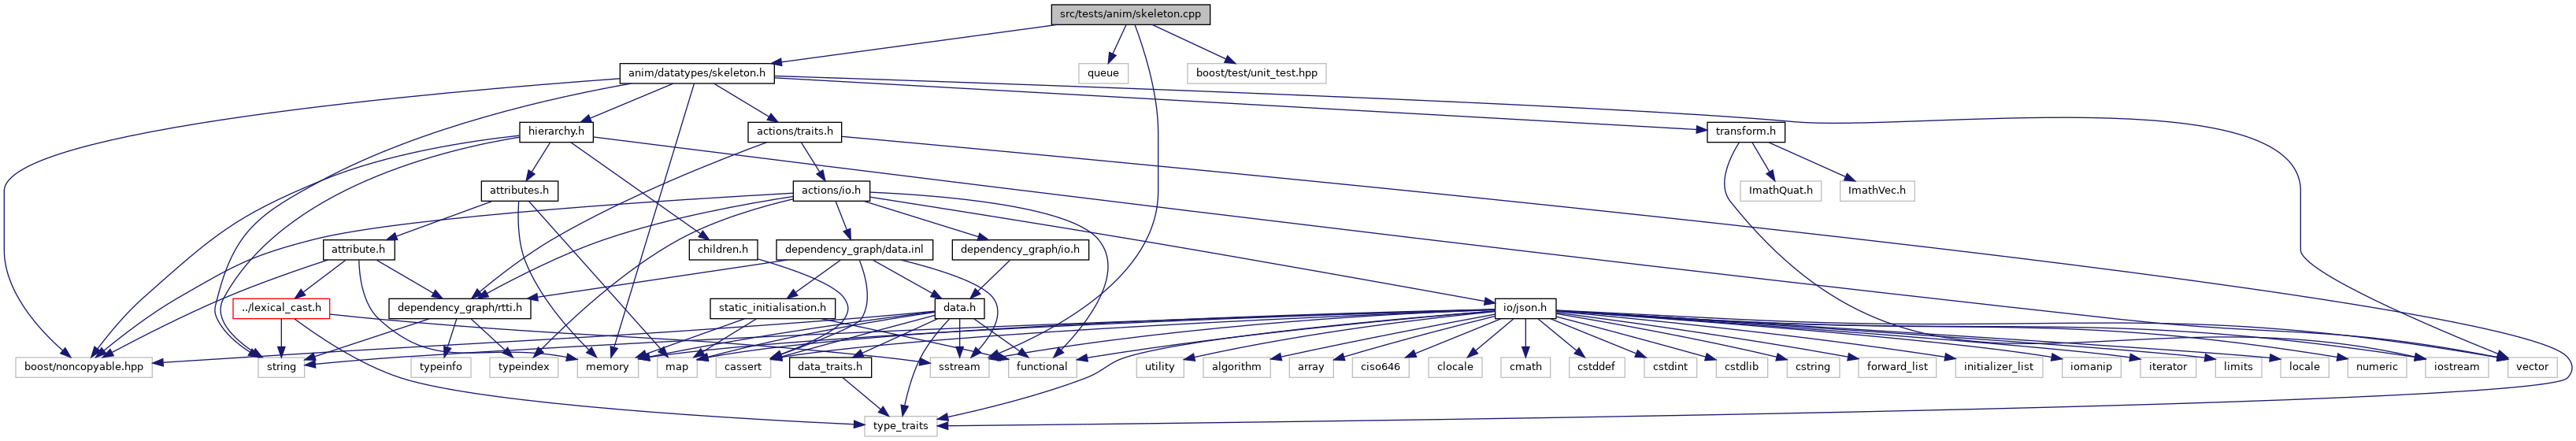 src/tests/anim/skeleton.cpp
anim/datatypes/skeleton.h
queue
boost/test/unit_test.hpp
hierarchy.h
actions/traits.h
transform.h
attributes.h
actions/io.h
ImathQuat.h
ImathVec.h
attribute.h
children.h
dependency_graph/data.inl
dependency_graph/io.h
../lexical_cast.h
dependency_graph/rtti.h
static_initialisation.h
data.h
io/json.h
boost/noncopyable.hpp
string
typeinfo
typeindex
memory
map
cassert
data_traits.h
sstream
functional
utility
algorithm
array
ciso646
clocale
cmath
cstddef
cstdint
cstdlib
cstring
forward_list
initializer_list
iomanip
iterator
limits
locale
numeric
iostream
vector
type_traits